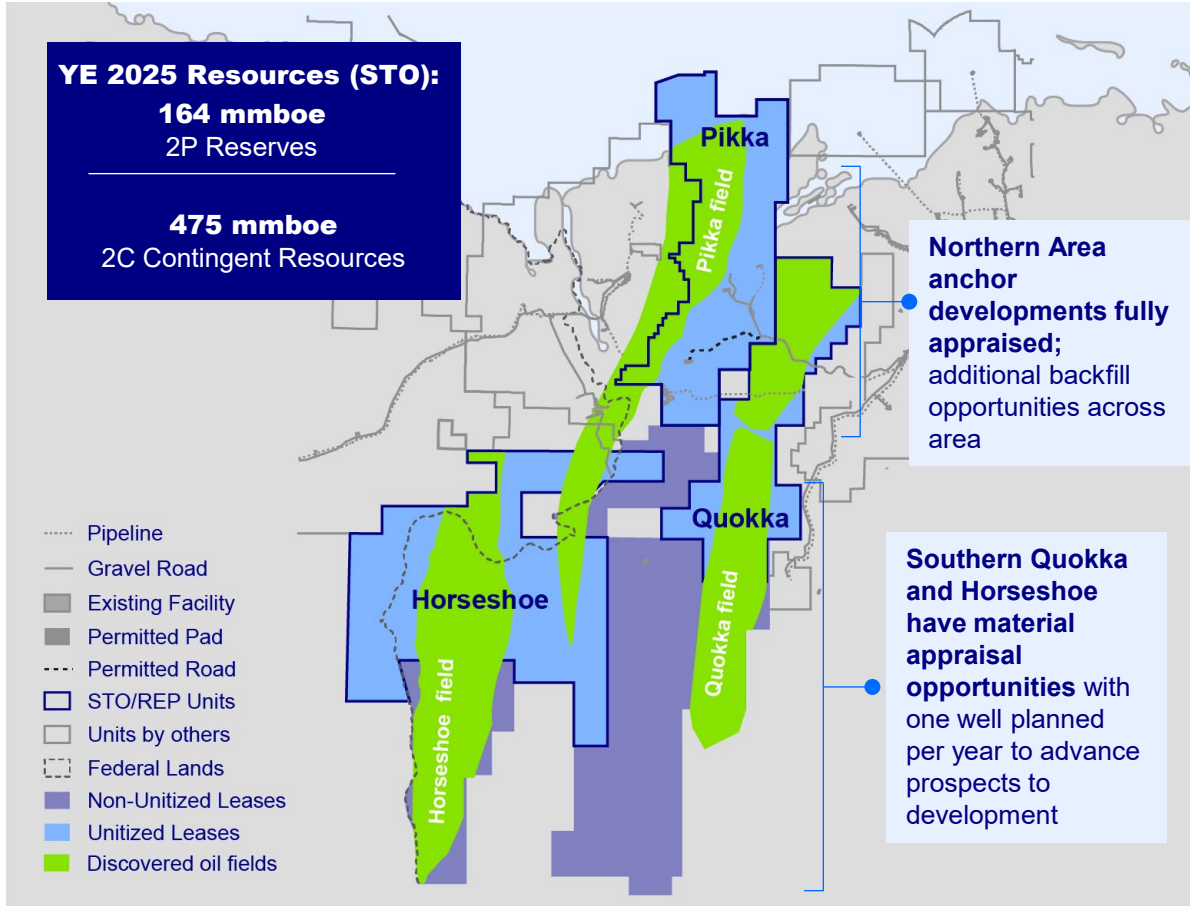 YE 2025 Resources (STO):
164 mmboe
2P Reserves
475 mmboe
2C Contingent Resources
Pikka
Pikka field
Northern Area
anchor
developments fully
appraised;
additional backfill
opportunities across
area
Quokka
Quokka field
Horseshoe
Horseshoe field
Southern Quokka
and Horseshoe
have material
appraisal
opportunities with
one well planned
per year to advance
prospects to
development
Pipeline
Gravel Road
Existing Facility
Permitted Pad
Permitted Road
STO/REP Units
Units by others
Federal Lands
Non-Unitized Leases
Unitized Leases
Discovered oil fields